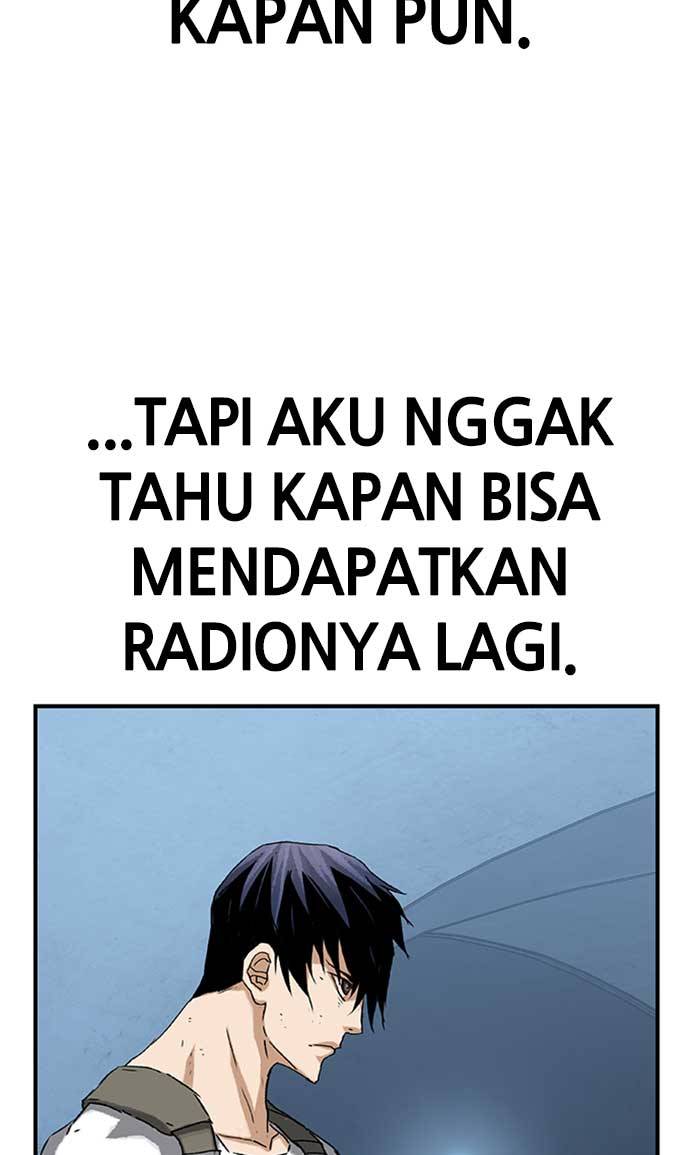 KAPAN PUN.
...TAPI AKU NGGAK
TAHU KAPAN BISA
MENDAPATKAN
RADIONYA LAGI.